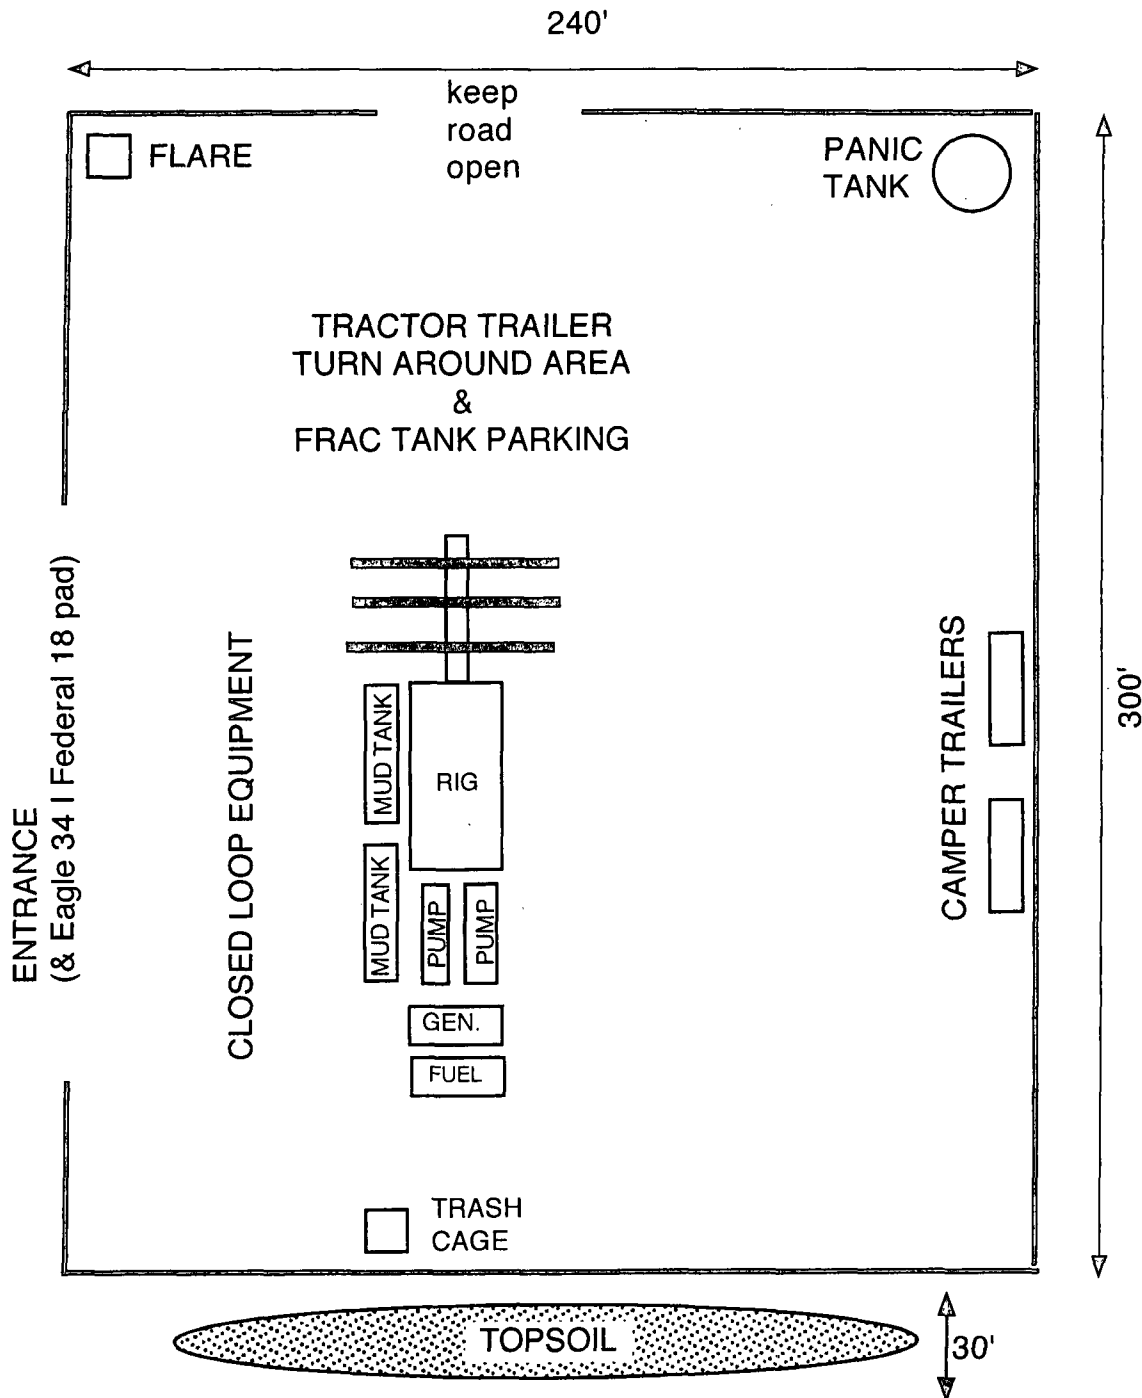 240'
keep
road
open
FLARE
PANIC
TANK
TRACTOR TRAILER
TURN AROUND AREA
&
FRAC TANK PARKING
ENTRANCE
(& Eagle 34 I Federal 18 pad)
CLOSED LOOP EQUIPMENT
MUD TANK
RIG
MUD TANK
PUMP
PUMP
GEN.
FUEL
CAMPER TRAILERS
300'
TRASH
CAGE
TOPSOIL
30'